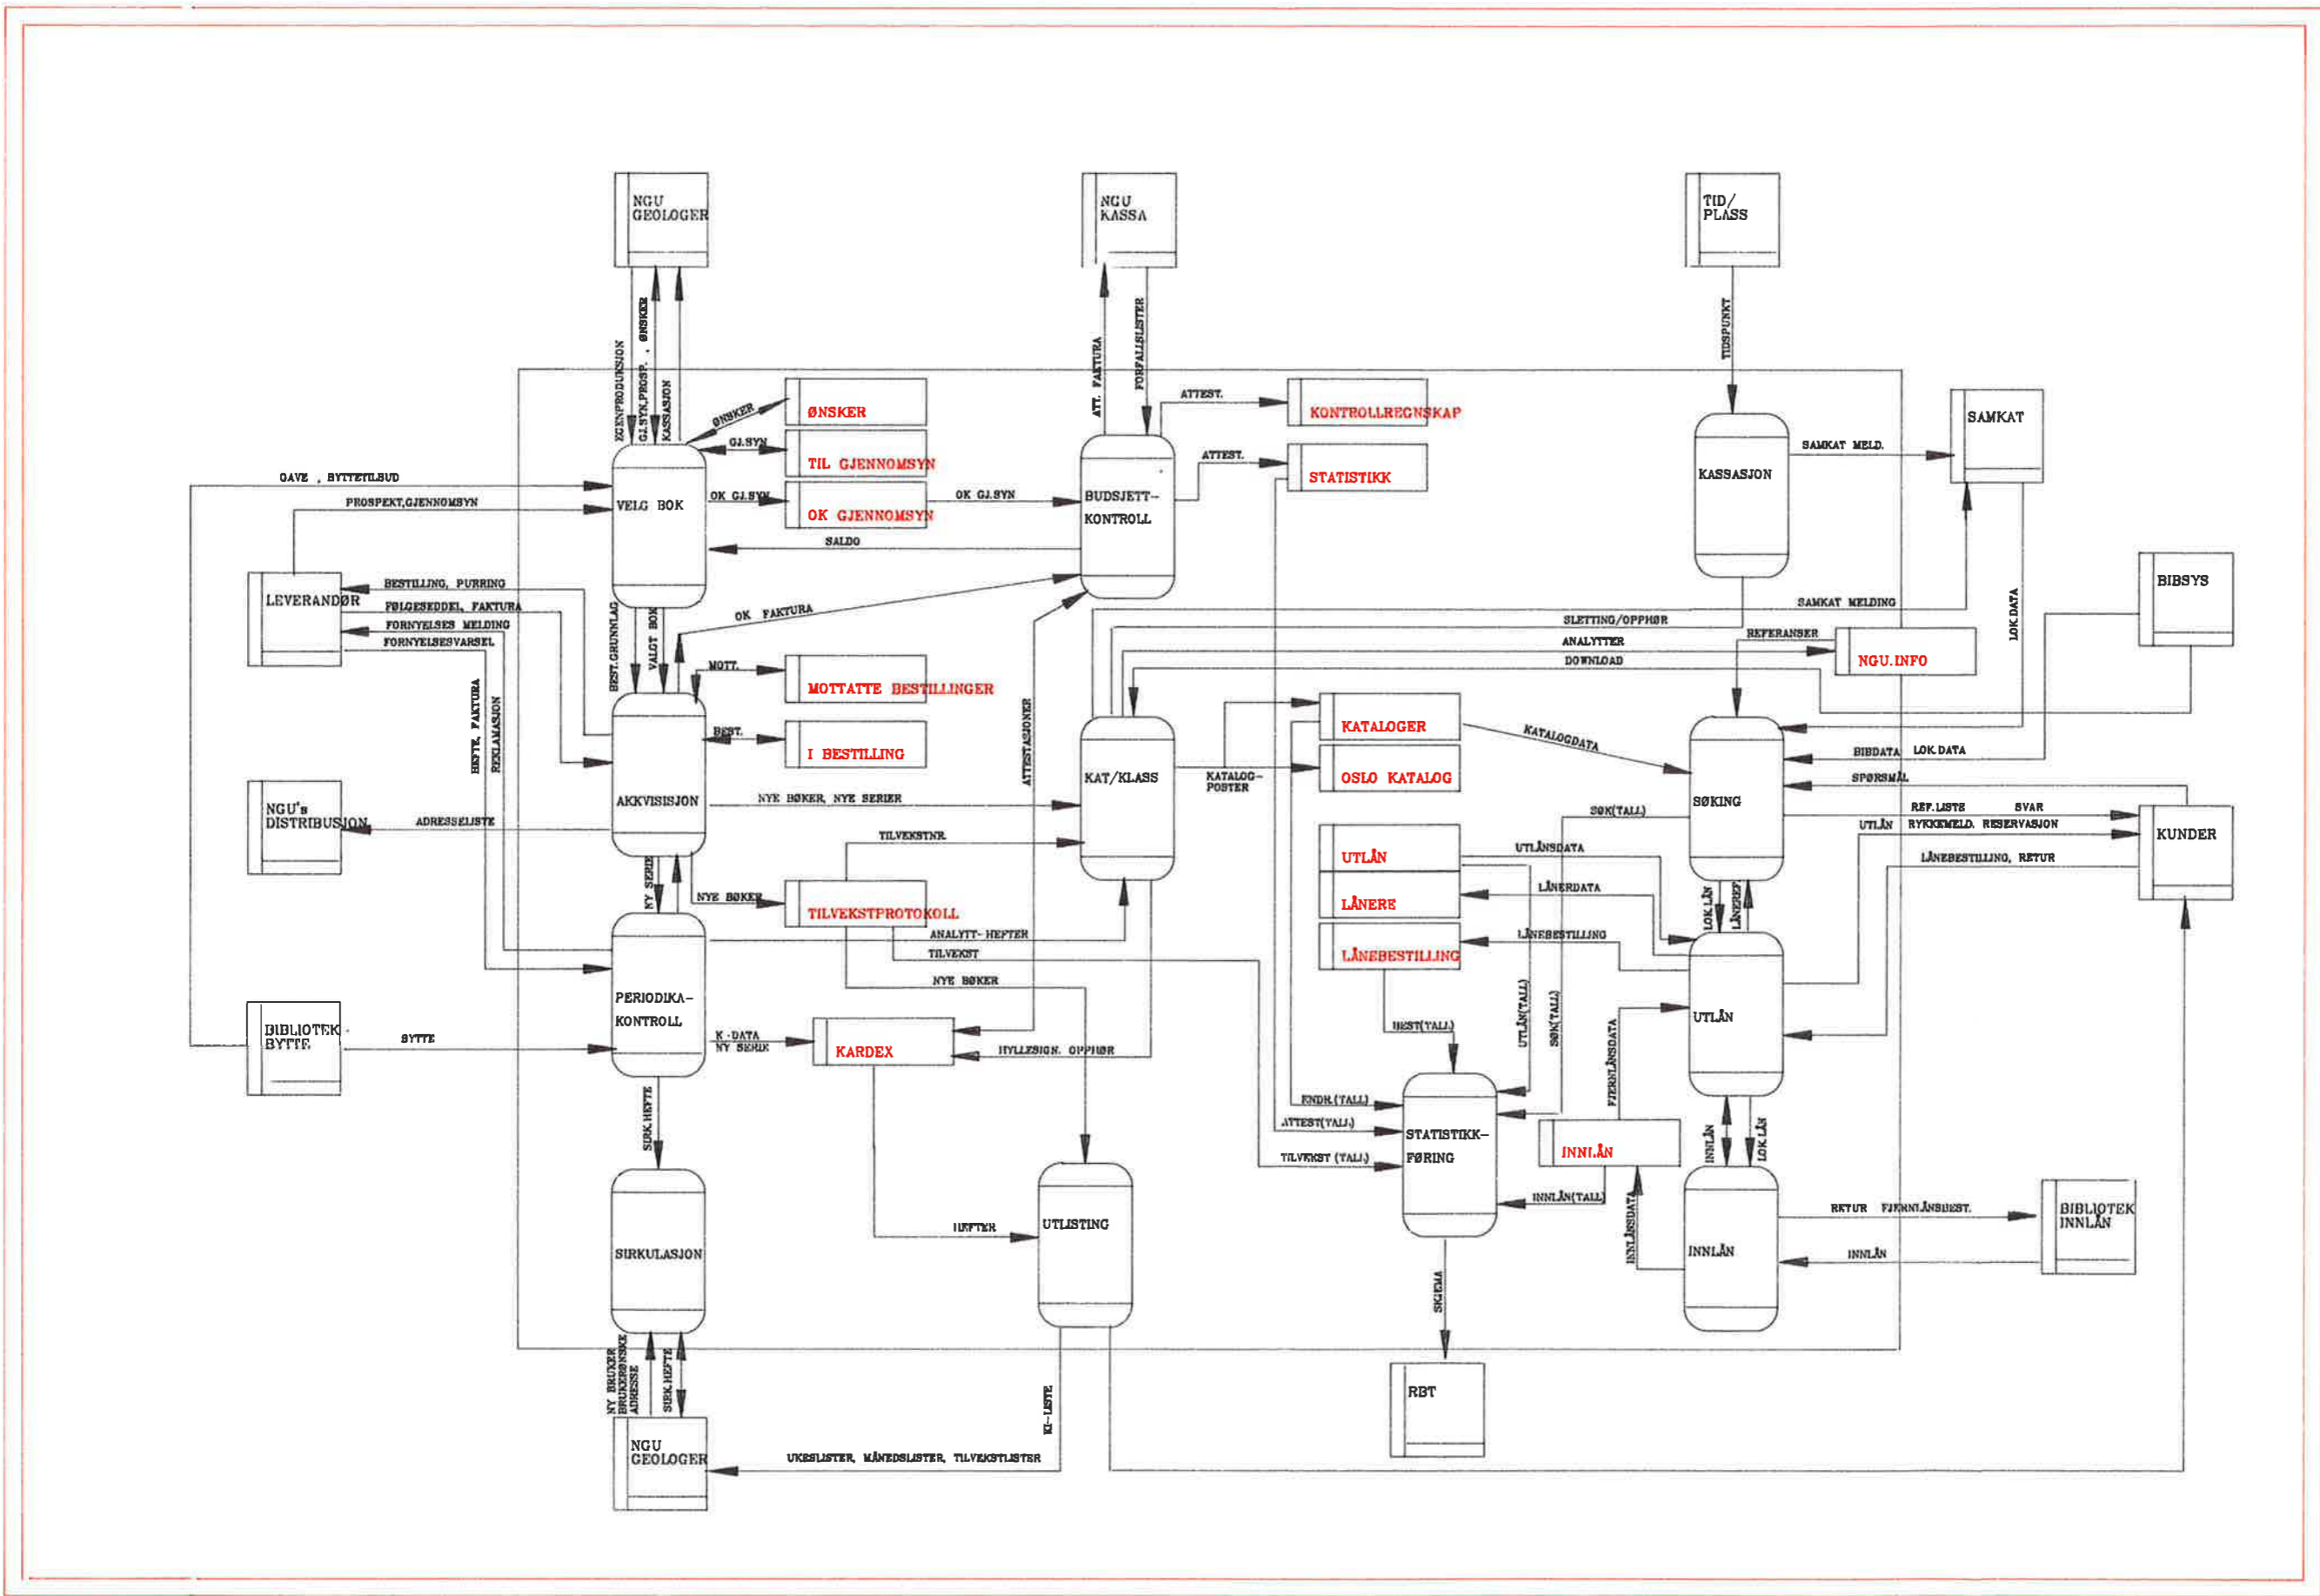 NGU
GEOLOGER
NGU
KASSA
TID/
PLASS
EGENPRODUKSJON
GJ.SYN,PROSP. , ØNSKER
KASSASJON
ATT. FAKTURA
FORFALLSLISTER
TIDSPUNKT
ØNSKER
ØNSKER
GJ.SYN
TIL GJENNOMSYN
OK GJ.SYN
OK GJENNOMSYN
OK GJ.SYN
VELG BOK
BUDSJETT-
KONTROLL
ATTEST.
KONTROLLREGNSKAP
ATTEST.
STATISTIKK
KASSASJON
SAMKAT MELD.
SAMKAT
GAVE , BYTTETILBUD
PROSPEKT,GJENNOMSYN
SALDO
LEVERANDØR
BESTILLING, PURRING
FØLGESEDDEL, FAKTURA
FORNYELSES MELDING
FORNYELSESVARSEL
BEST.GRUNNLAG
VALGT BOK
OK FAKTURA
SAMKAT MELDING
SLETTING/OPPHØR
REFERANSER
ANALYTTER
DOWNLOAD
NGU.INFO
LOK.DATA
BIBSYS
MOTT.
MOTTATTE BESTILLINGER
BEST.
I BESTILLING
HEFTE, FAKTURA
REKLAMASJON
ATTESTASJONER
AKKVISISJON
KAT/KLASS
KATALOG-
POSTER
KATALOGER
OSLO KATALOG
KATALOGDATA
SØKING
BIBDATA LOK.DATA
SPØRSMÅL
REF.LISTE SVAR
UTLÅN RYKKEMELD. RESERVASJON
LÅNEBESTILLING, RETUR
KUNDER
NGU's
DISTRIBUSJON
ADRESSELISTE
NYE BØKER, NYE SERIER
TILVEKSTNR.
NY SERIE
NYE BØKER
TILVEKSTPROTOKOLL
ANALYTT-HEFTER
TILVEKST
NYE BØKER
SØK(TALL)
UTLÅN
LÅNERE
LÅNEBESTILLING
UTLÅNSDATA
LÅNERDATA
LÅNEBESTILLING
LOK.LÅN
LÅNEREF.
UTLÅN
BEST(TALL)
UTLÅN(TALL)
SØK(TALL)
FJERNLÅNSDATA
BIBLIOTEK
BYTTE
BYTTE
PERIODIKA-
KONTROLL
K-DATA
NY SERIE
KARDEX
HYLLESIGN. OPPHØR
SIRK.HEFTE
SIRKULASJON
HEFTER
UTLISTING
ENDR.(TALL)
ATTEST(TALL)
TILVEKST (TALL)
STATISTIKK-
FØRING
INNLÅN(TALL)
INNLÅN
INNLÅNSDATA
INNLÅN
LOK.LÅN
INNLÅN
RETUR FJERNLÅNSBEST.
INNLÅN
BIBLIOTEK
INNLÅN
SKJEMA
RBT
NY BRUKER
BRUKERØNSKE
ADRESSE
SIRK.HEFTE
NGU
GEOLOGER
KI-LISTE
UKESLISTER, MÅNEDSLISTER, TILVEKSTLISTER